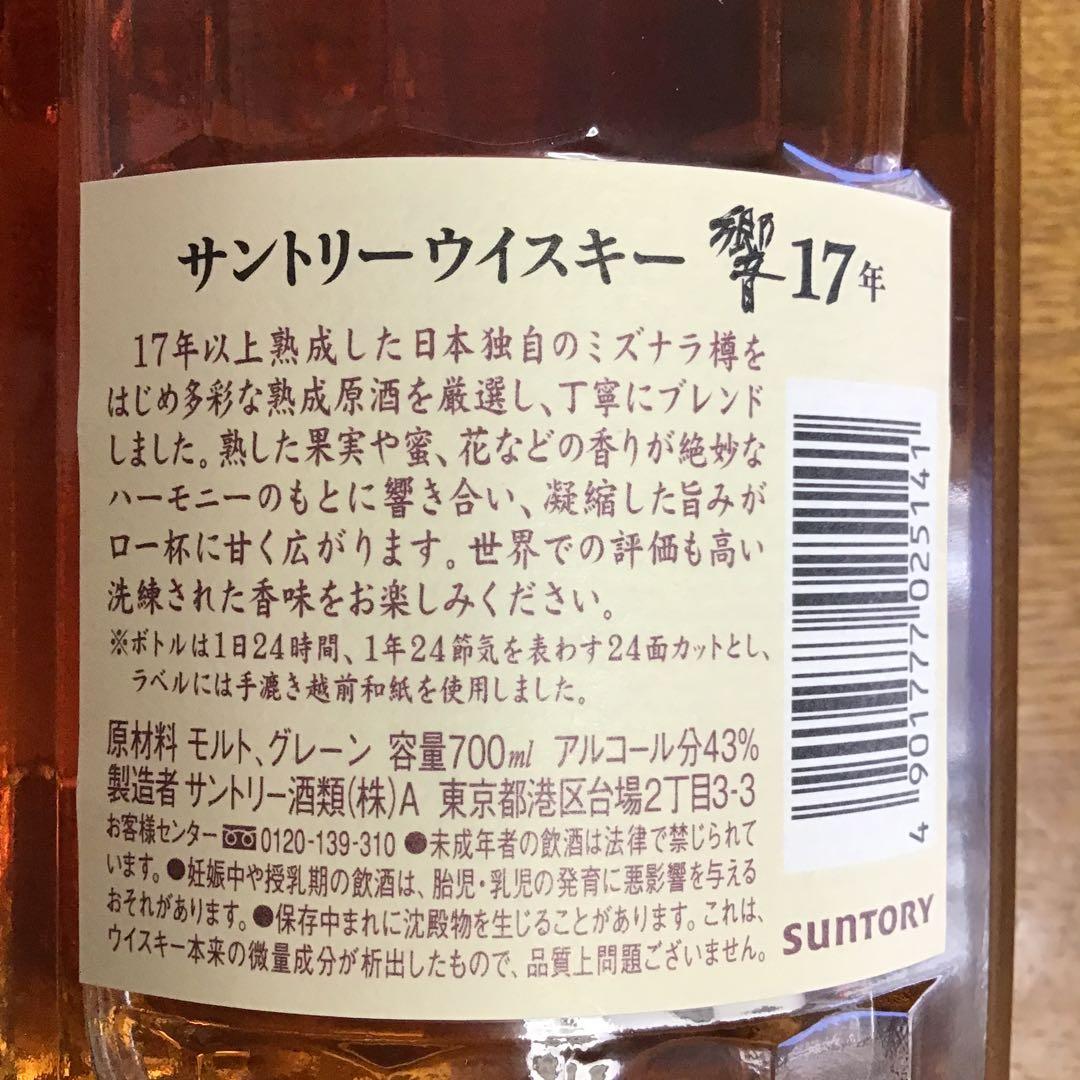 サントリーウイスキー 響 17年
17年以上熟成した日本独自のミズナラ樽を
はじめ多彩な熟成原酒を厳選し、丁寧にブレンド
しました。熟した果実や蜜、花などの香りが絶妙な
ハーモニーのもとに響き合い、凝縮した旨みが
口一杯に甘く広がります。世界での評価も高い
洗練された香味をお楽しみください。
※ボトルは1日24時間、1年24節気を表わす24面カットとし、
ラベルには手漉き越前和紙を使用しました。
原材料 モルト、グレーン 容量700ml アルコール分43%
製造者 サントリー酒類(株)A 東京都港区台場2丁目3-3
お客様センター 0120-139-310 ●未成年者の飲酒は法律で禁じられて
います。●妊娠中や授乳期の飲酒は、胎児・乳児の発育に悪影響を与える
おそれがあります。●保存中まれに沈殿物を生じることがあります。これは、
ウイスキー本来の微量成分が析出したもので、品質上問題ございません。
4 901777 025141
SUNTORY